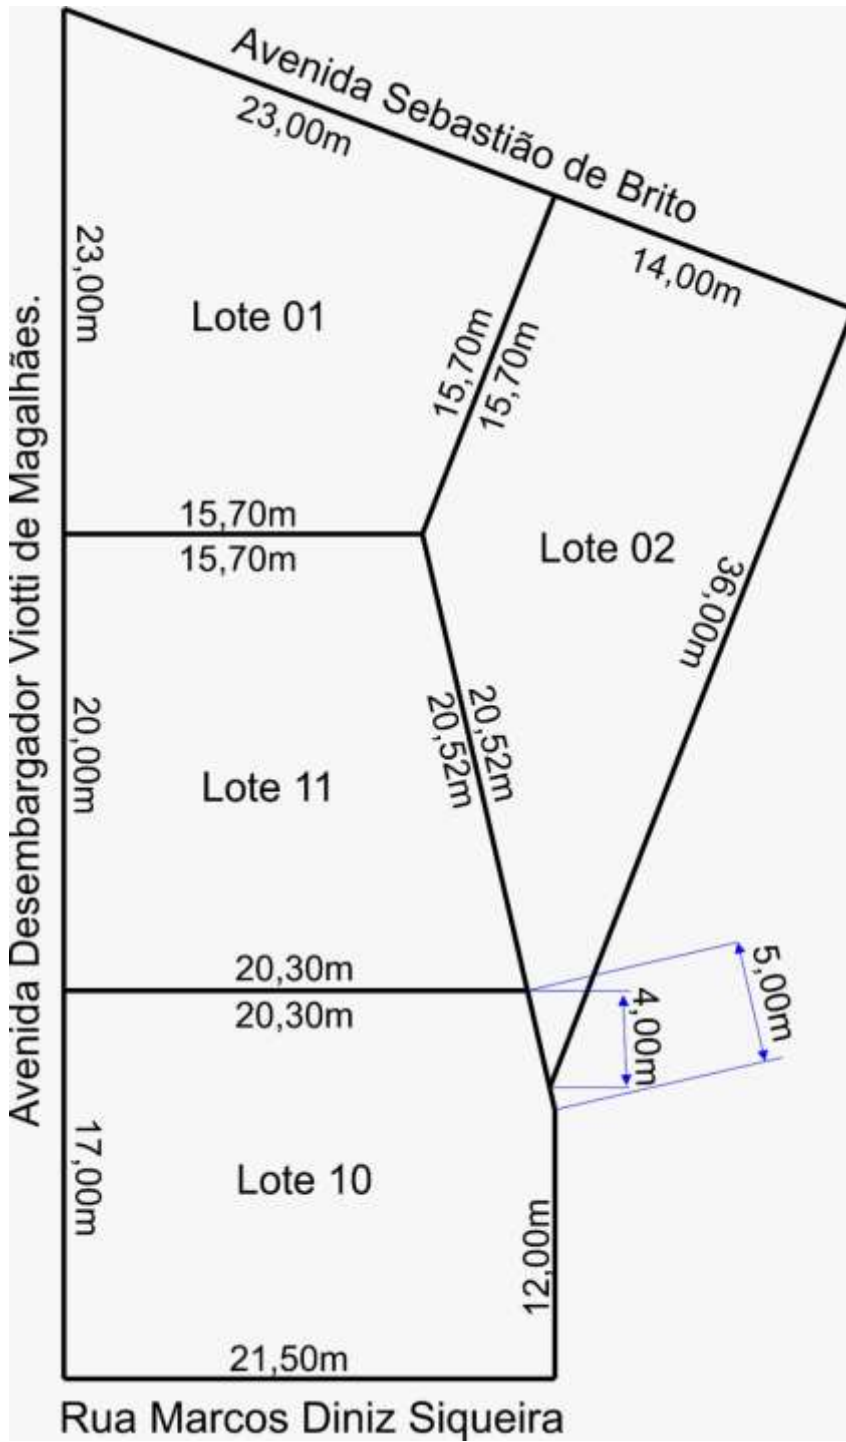 Avenida Sebastião de Brito
23,00m
14,00m
Avenida Desembargador Viotti de Magalhães.
23,00m
Lote 01
15,70m
15,70m
15,70m
15,70m
Lote 02
36,00m
20,00m
Lote 11
20,52m
20,52m
20,30m
20,30m
4,00m
5,00m
17,00m
Lote 10
12,00m
21,50m
Rua Marcos Diniz Siqueira